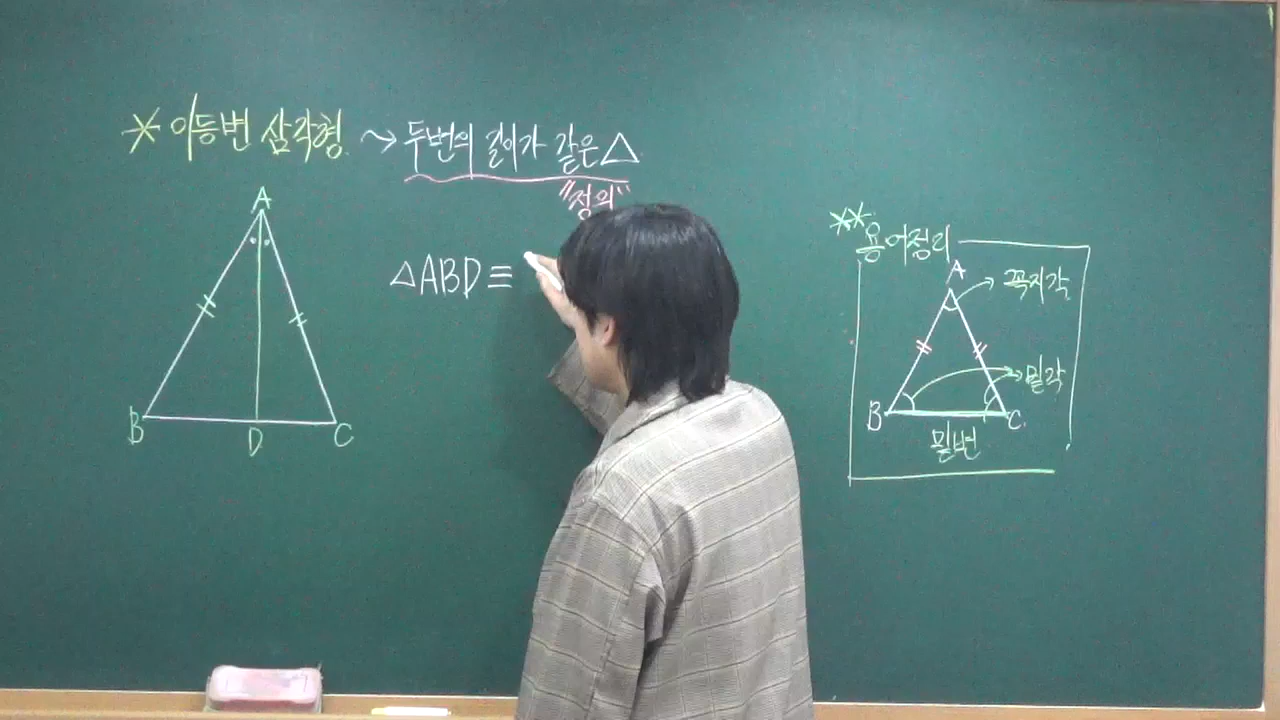 * 이등변 삼각형. ~> 두변의 길이가 같은 △
"정의"
A
B
D
C
△ABD ≡
** 용어정리
A
꼭지각
밑각
B
C
밑변